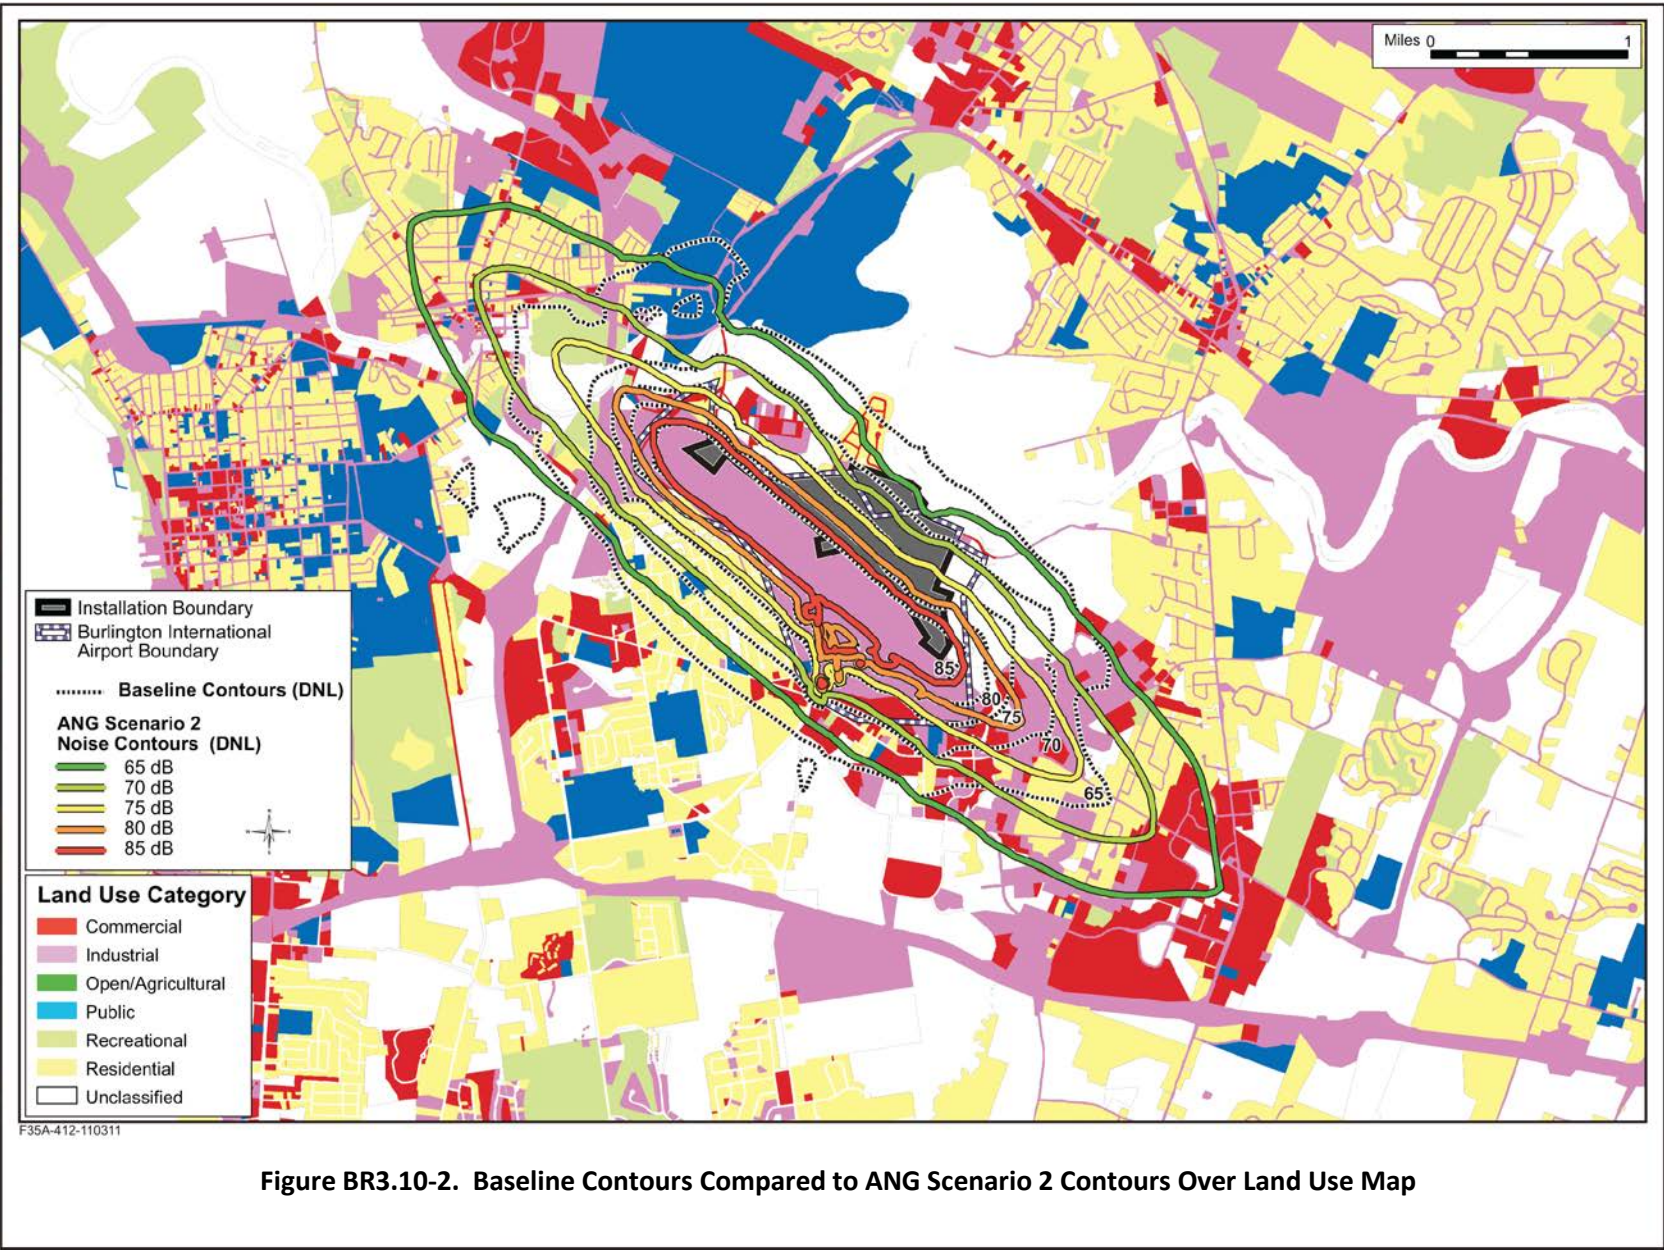 Miles 0 1
85
80
75
70
65
Installation Boundary
Burlington International
Airport Boundary
Baseline Contours (DNL)
ANG Scenario 2
Noise Contours (DNL)
65 dB
70 dB
75 dB
80 dB
85 dB
Land Use Category
Commercial
Industrial
Open/Agricultural
Public
Recreational
Residential
Unclassified
F35A-412-110311
Figure BR3.10-2. Baseline Contours Compared to ANG Scenario 2 Contours Over Land Use Map